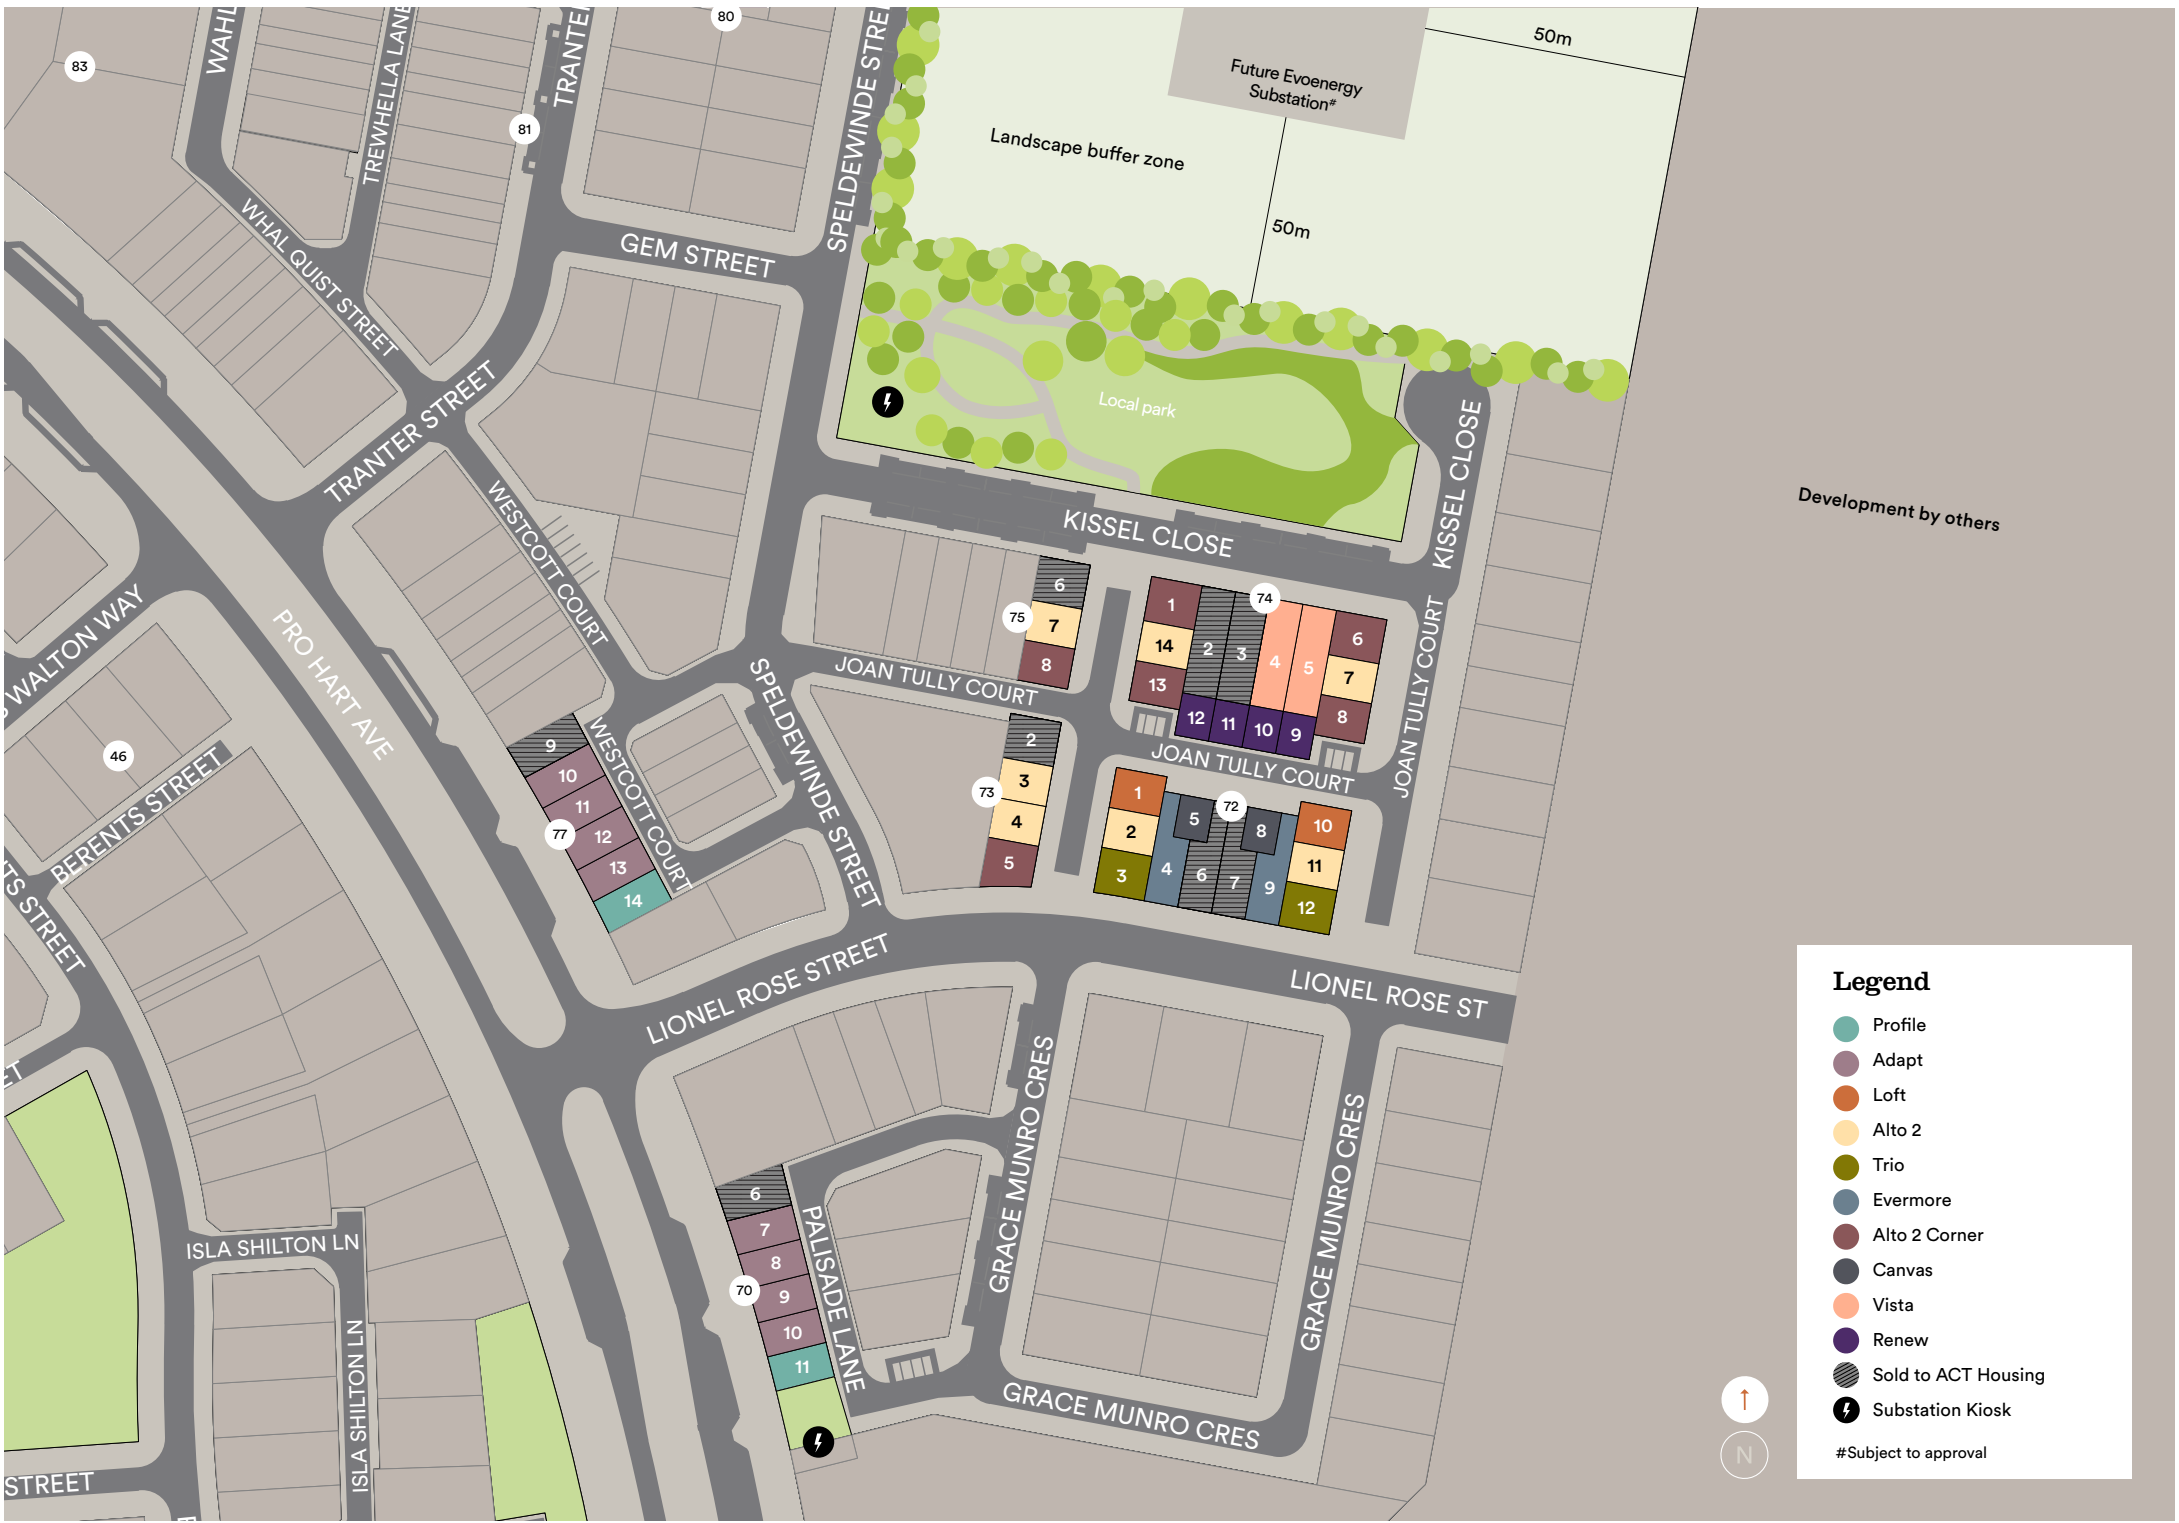 83
80
81
WAHL
TREWHELLA LANE
TRANTER
SPELDEWINDE STREE
50m
Future Evoenergy
Substation#
Landscape buffer zone
50m
WHAL QUIST STREET
GEM STREET
TRANTER STREET
Local park
KISSEL CLOSE
KISSEL CLOSE
Development by others
WESTCOTT COURT
PRO HART AVE
WALTON WAY
46
BERENTS STREET
TS STREET
ET
75
6
7
8
JOAN TULLY COURT
74
1
14
13
2
3
4
5
6
7
8
12
11
10
9
JOAN TULLY COURT
JOAN TULLY COURT
SPELDEWINDE STREET
WESTCOTT COURT
77
9
10
11
12
13
14
73
2
3
4
5
72
1
2
3
4
5
6
7
8
9
10
11
12
LIONEL ROSE STREET
LIONEL ROSE ST
GRACE MUNRO CRES
GRACE MUNRO CRES
GRACE MUNRO CRES
70
6
7
8
9
10
11
PALISADE LANE
ISLA SHILTON LN
ISLA SHILTON LN
STREET
Legend
Profile
Adapt
Loft
Alto 2
Trio
Evermore
Alto 2 Corner
Canvas
Vista
Renew
Sold to ACT Housing
Substation Kiosk
#Subject to approval
N